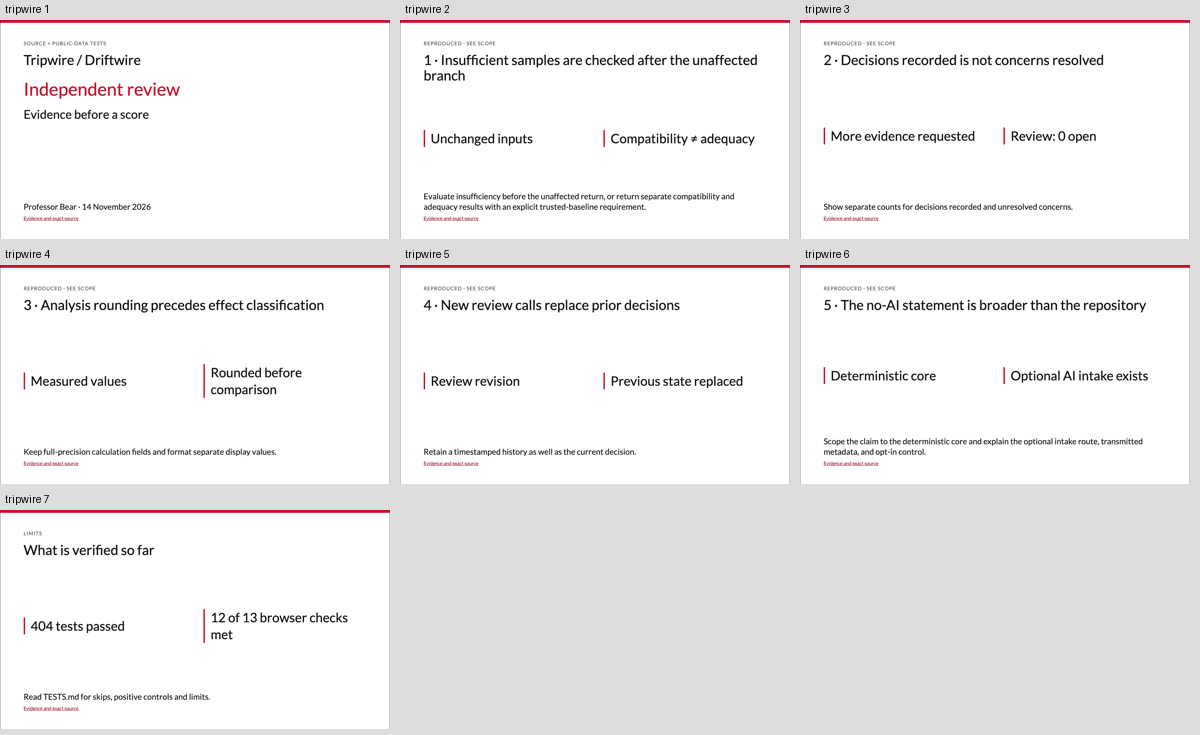 tripwire 1
SOURCE + PUBLIC-DATA TESTS
Tripwire / Driftwire
Independent review
Evidence before a score
Professor Bear · 14 November 2026
Evidence and exact source
tripwire 2
REPRODUCED - SEE SCOPE
1 · Insufficient samples are checked after the unaffected
branch
Unchanged inputs
Compatibility ≠ adequacy
Evaluate insufficiency before the unaffected return, or return separate compatibility and
adequacy results with an explicit trusted-baseline requirement.
Evidence and exact source
tripwire 3
REPRODUCED - SEE SCOPE
2 · Decisions recorded is not concerns resolved
More evidence requested
Review: 0 open
Show separate counts for decisions recorded and unresolved concerns.
Evidence and exact source
tripwire 4
REPRODUCED - SEE SCOPE
3 · Analysis rounding precedes effect classification
Measured values
Rounded before
comparison
Keep full-precision calculation fields and format separate display values.
Evidence and exact source
tripwire 5
REPRODUCED - SEE SCOPE
4 · New review calls replace prior decisions
Review revision
Previous state replaced
Retain a timestamped history as well as the current decision.
Evidence and exact source
tripwire 6
REPRODUCED - SEE SCOPE
5 · The no-AI statement is broader than the repository
Deterministic core
Optional AI intake exists
Scope the claim to the deterministic core and explain the optional intake route, transmitted
metadata, and opt-in control.
Evidence and exact source
tripwire 7
LIMITS
What is verified so far
404 tests passed
12 of 13 browser checks
met
Read TESTS.md for skips, positive controls and limits.
Evidence and exact source